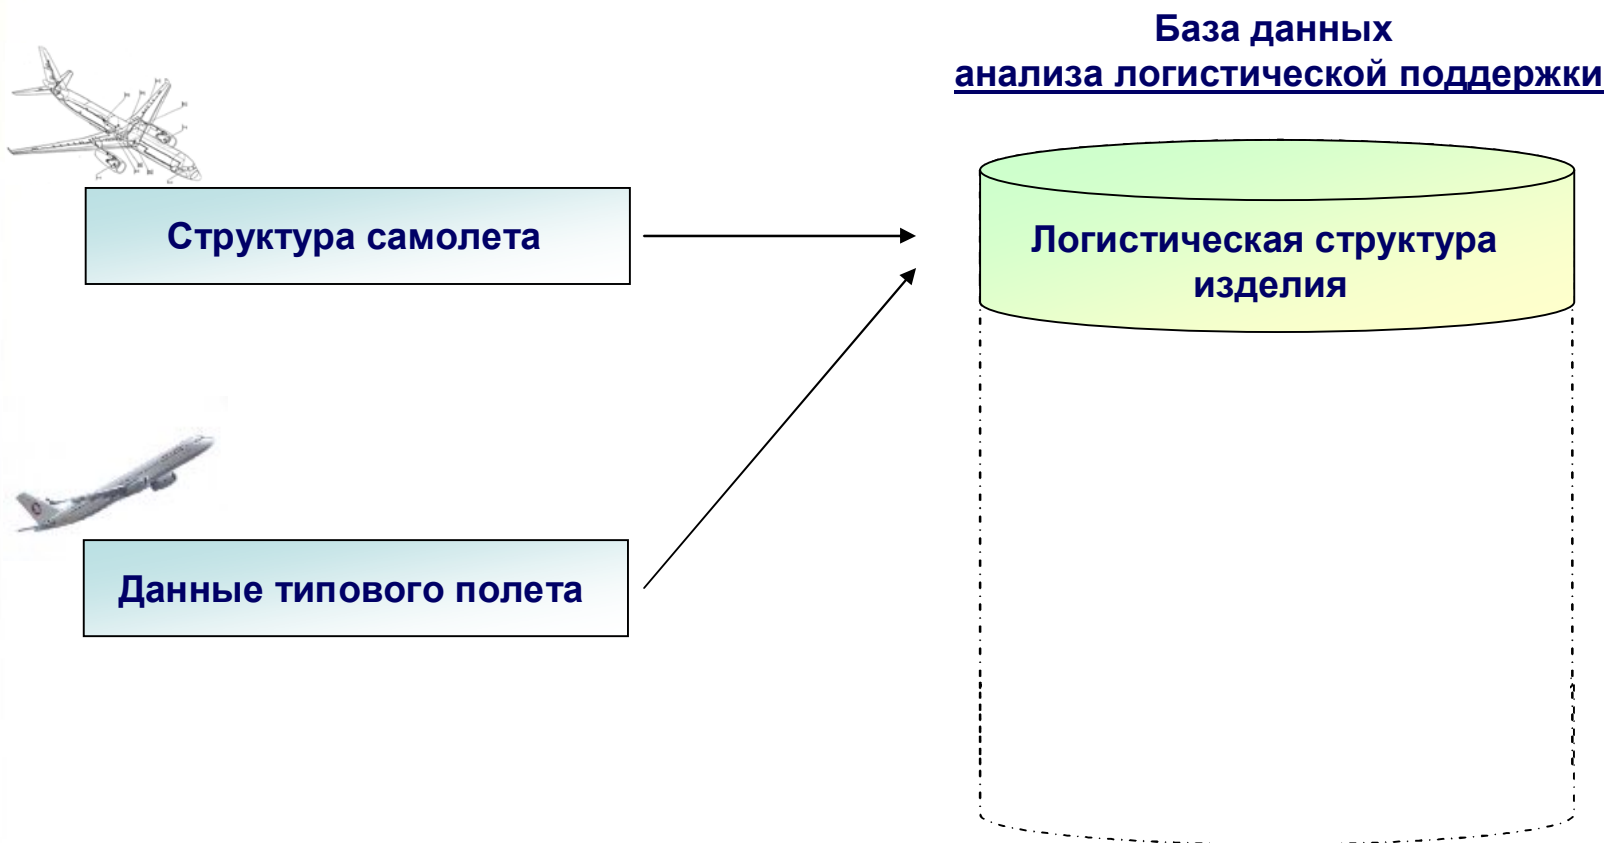 База данных
анализа логистической поддержки
Структура самолета
Логистическая структура
изделия
Данные типового полета